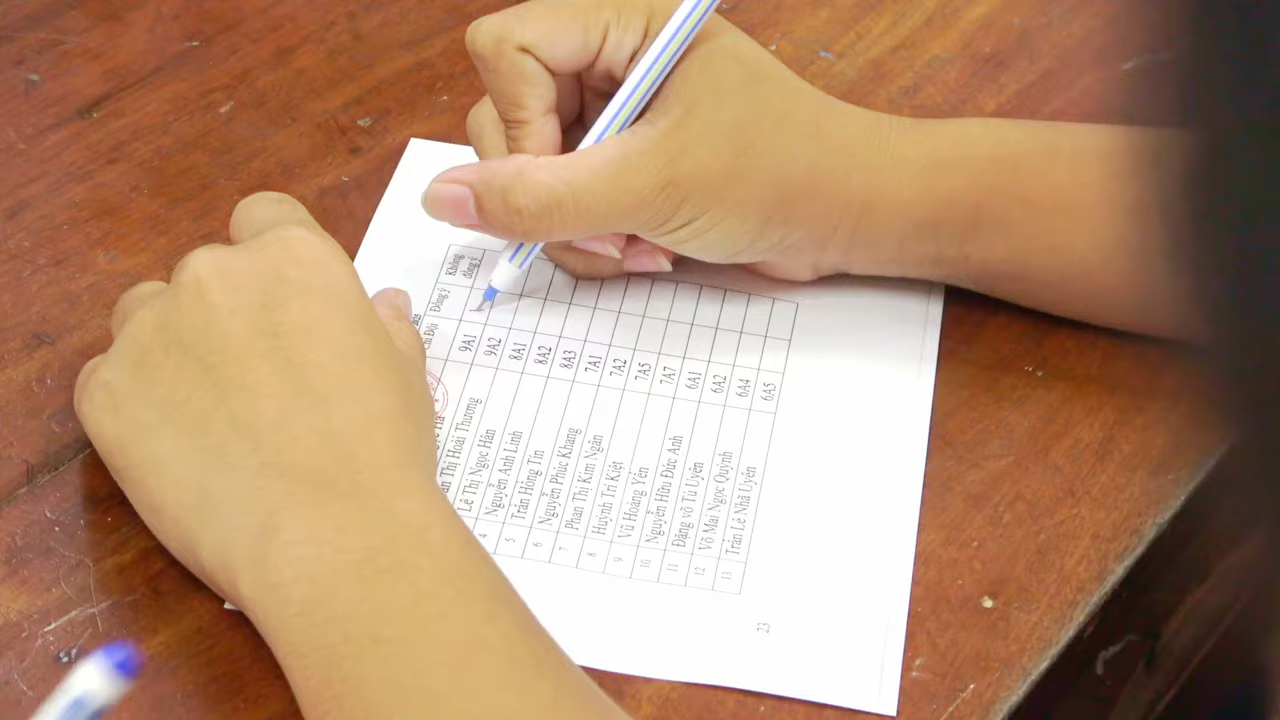 Chi Đội Đồng ý Không đồng ý
9A1
Thị Hoài Thương 9A2
Lê Thị Ngọc Hân 8A1
4 Nguyễn Anh Linh 8A2
5 Trần Hồng Tín 8A3
6 Nguyễn Phúc Khang 7A1
7 Phan Thị Kim Ngân 7A2
8 Huỳnh Trí Kiệt 7A5
9 Vũ Hoàng Yến 7A7
10 Nguyễn Hữu Đức Anh 6A1
11 Đặng võ Tú Uyên 6A2
12 Võ Mai Ngọc Quỳnh 6A4
13 Trần Lê Nhã Uyên 6A5
23